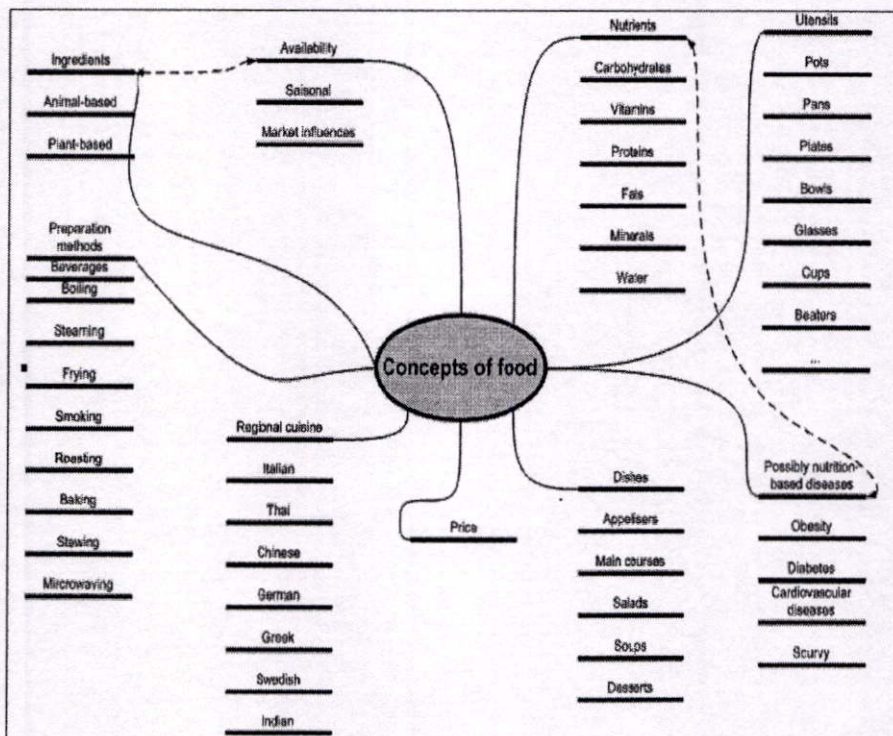 Ingredients
Animal-based
Plant-based
Availability
Saisonal
Market influences
Nutrients
Carbohydrates
Vitamins
Proteins
Fats
Minerals
Water
Utensils
Pots
Pans
Plates
Bowls
Glasses
Cups
Beaters
...
Preparation
methods
Beverages
Boiling
Steaming
Frying
Smoking
Roasting
Baking
Stewing
Mircrowaving
Concepts of food
Regional cuisine
Italian
Thai
Chinese
German
Greek
Swedish
Indian
Price
Dishes
Appetisers
Main courses
Salads
Soups
Desserts
Possibly nutrition-
based diseases
Obesity
Diabetes
Cardiovascular
diseases
Scurvy